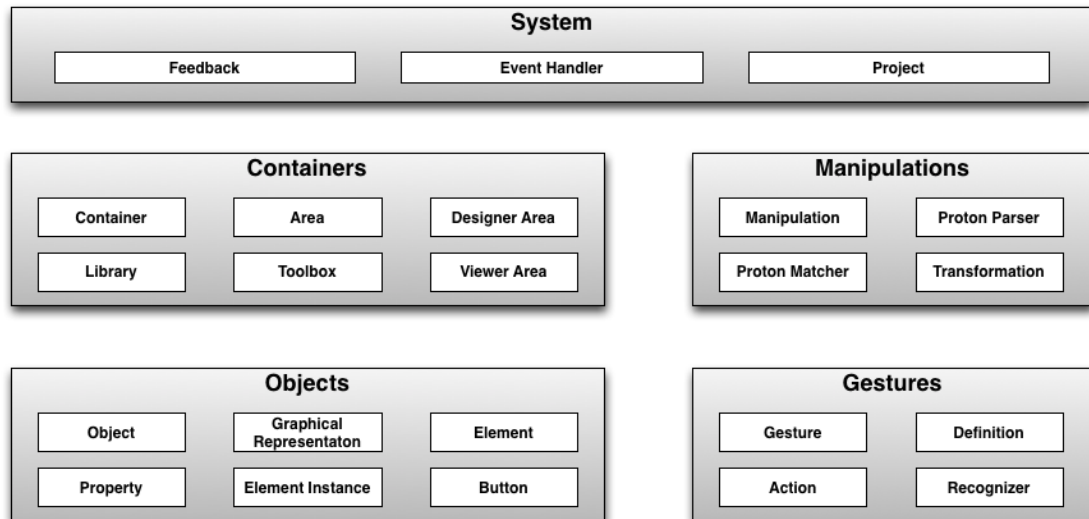 System
Feedback
Event Handler
Project
Containers
Container
Area
Designer Area
Library
Toolbox
Viewer Area
Manipulations
Manipulation
Proton Parser
Proton Matcher
Transformation
Objects
Object
Graphical
Representaton
Element
Property
Element Instance
Button
Gestures
Gesture
Definition
Action
Recognizer